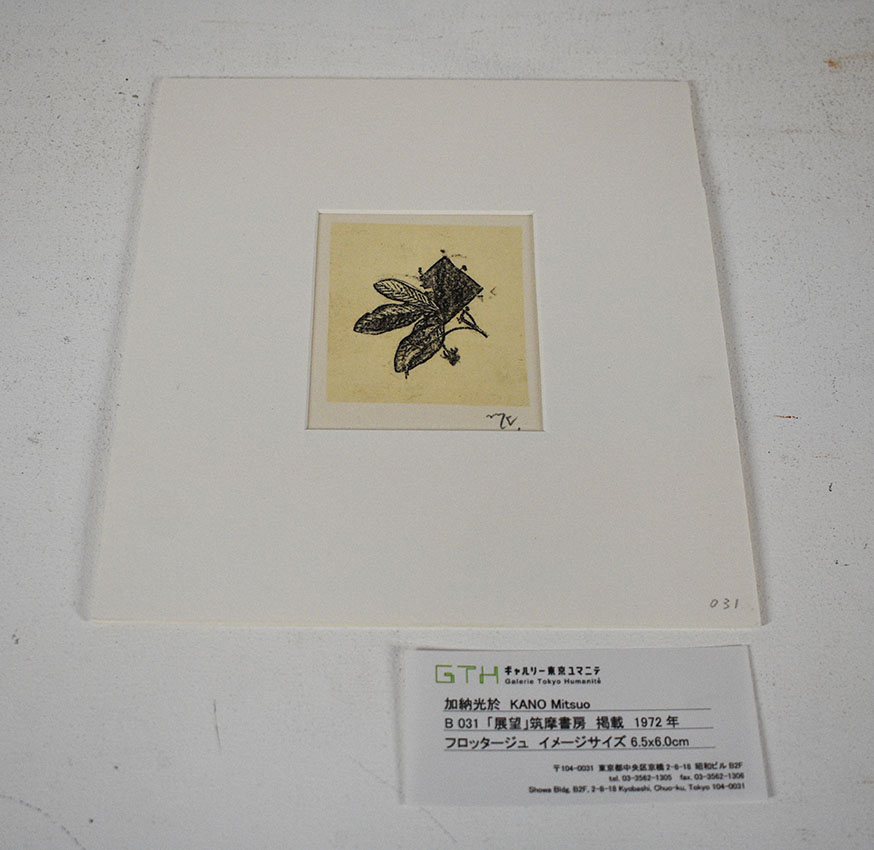 031
GTH ギャルリー東京ユマニテ
Galerie Tokyo Humanité
加納光於 KANO Mitsuo
B 031 「展望」筑摩書房 掲載 1972 年
フロッタージュ イメージサイズ 6.5x6.0cm
〒104-0031 東京都中央区京橋 2-8-18 昭和ビル B2F
tel. 03-3562-1305 fax. 03-3562-1306
Showa Bldg. B2F, 2-8-18 Kyobashi, Chuo-ku, Tokyo 104-0031